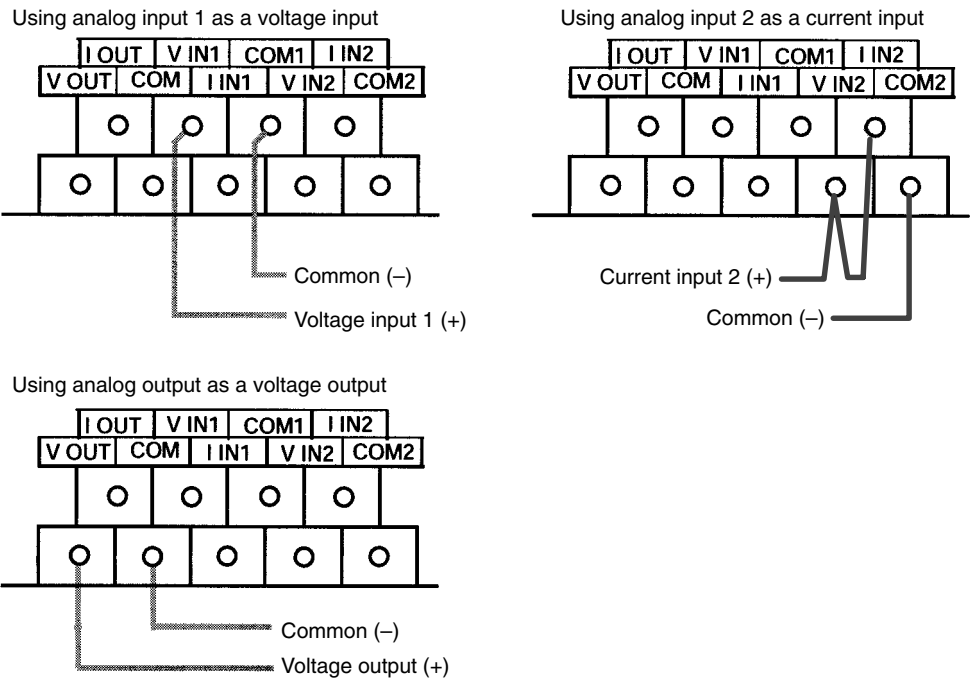 Using analog input 1 as a voltage input
I OUT V IN1 COM1 I IN2
V OUT COM I IN1 V IN2 COM2
Common (–)
Voltage input 1 (+)
Using analog input 2 as a current input
I OUT V IN1 COM1 I IN2
V OUT COM I IN1 V IN2 COM2
Current input 2 (+)
Common (–)
Using analog output as a voltage output
I OUT V IN1 COM1 I IN2
V OUT COM I IN1 V IN2 COM2
Common (–)
Voltage output (+)